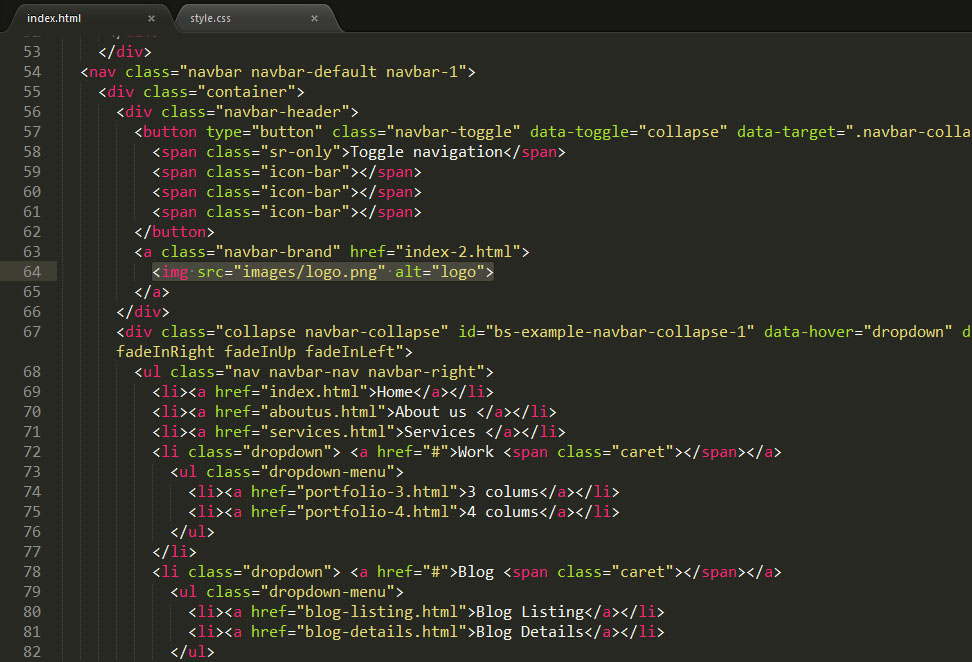 index.html × style.css ×
53 </div>
54 <nav class="navbar navbar-default navbar-1">
55 <div class="container">
56 <div class="navbar-header">
57 <button type="button" class="navbar-toggle" data-toggle="collapse" data-target=".navbar-colla
58 <span class="sr-only">Toggle navigation</span>
59 <span class="icon-bar"></span>
60 <span class="icon-bar"></span>
61 <span class="icon-bar"></span>
62 </button>
63 <a class="navbar-brand" href="index-2.html">
64 <img src="images/logo.png" alt="logo">
65 </a>
66 </div>
67 <div class="collapse navbar-collapse" id="bs-example-navbar-collapse-1" data-hover="dropdown" d
fadeInRight fadeInUp fadeInLeft">
68 <ul class="nav navbar-nav navbar-right">
69 <li><a href="index.html">Home</a></li>
70 <li><a href="aboutus.html">About us </a></li>
71 <li><a href="services.html">Services </a></li>
72 <li class="dropdown"> <a href="#">Work <span class="caret"></span></a>
73 <ul class="dropdown-menu">
74 <li><a href="portfolio-3.html">3 colums</a></li>
75 <li><a href="portfolio-4.html">4 colums</a></li>
76 </ul>
77 </li>
78 <li class="dropdown"> <a href="#">Blog <span class="caret"></span></a>
79 <ul class="dropdown-menu">
80 <li><a href="blog-listing.html">Blog Listing</a></li>
81 <li><a href="blog-details.html">Blog Details</a></li>
82 </ul>